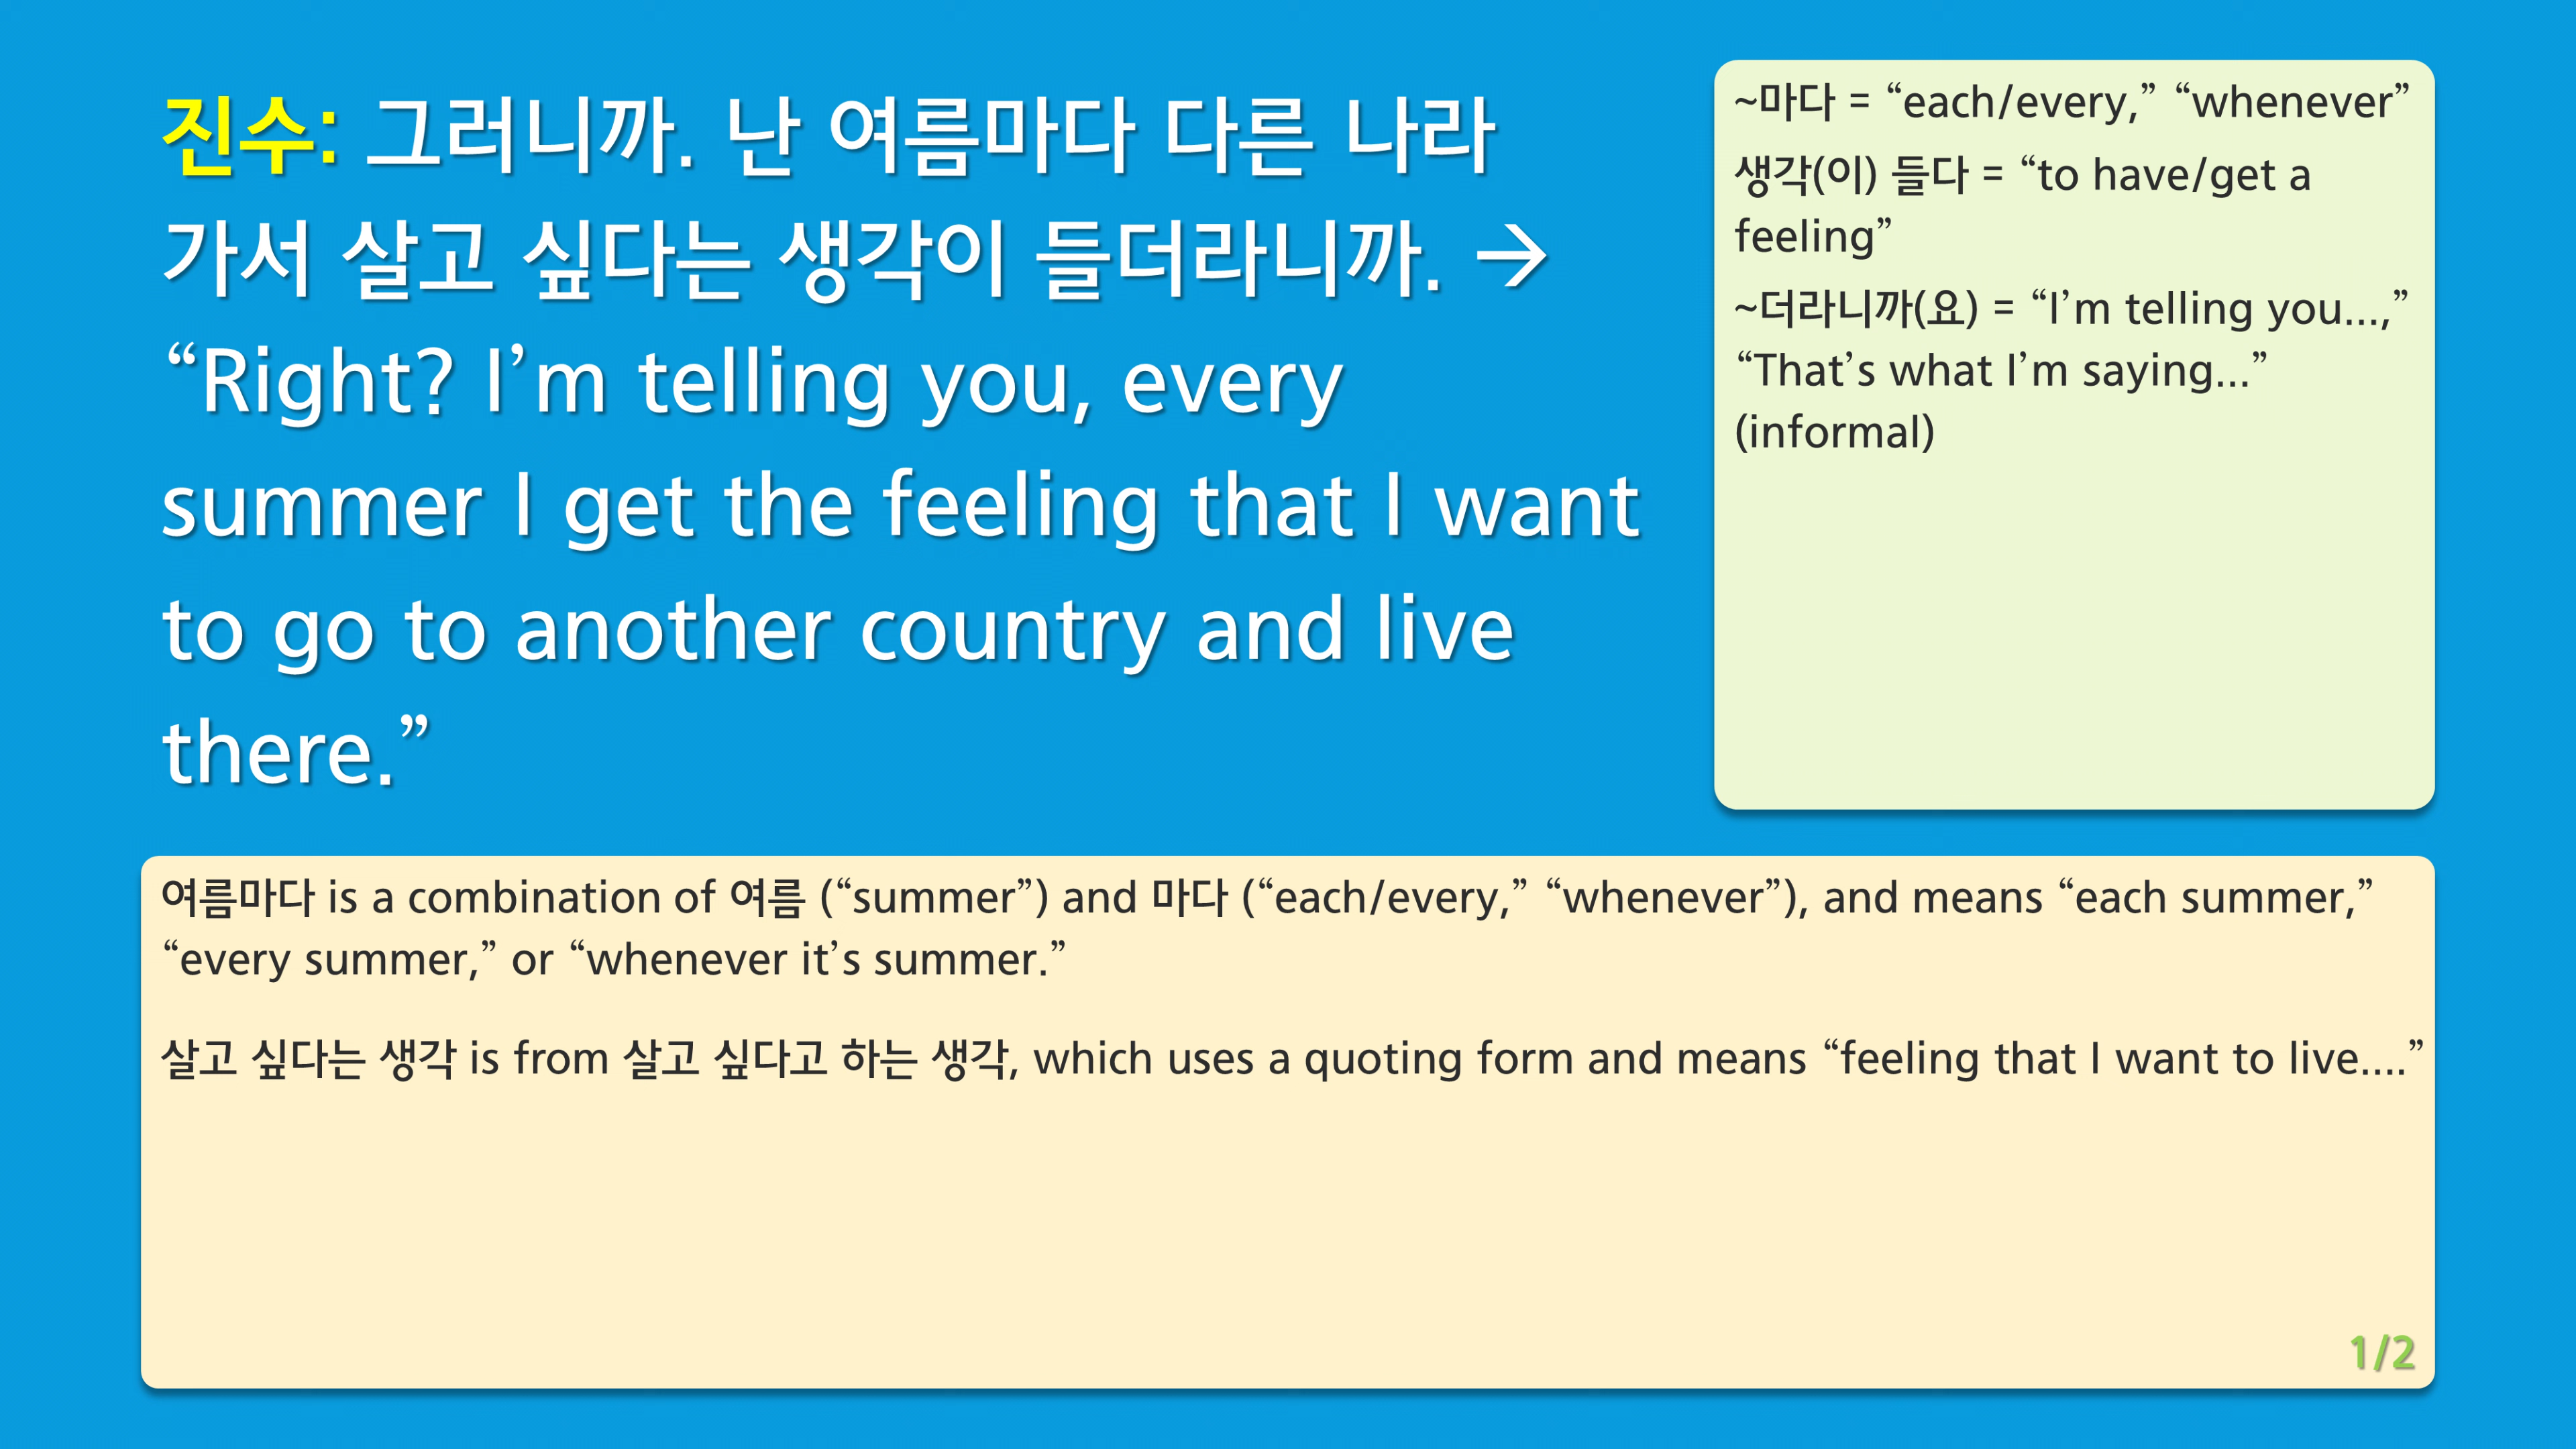 진수: 그러니까. 난 여름마다 다른 나라
가서 살고 싶다는 생각이 들더라니까. →
“Right? I’m telling you, every
summer I get the feeling that I want
to go to another country and live
there.”
~마다 = “each/every,” “whenever”
생각(이) 들다 = “to have/get a
feeling”
~더라니까(요) = “I’m telling you...,”
“That’s what I’m saying...”
(informal)
여름마다 is a combination of 여름 (“summer”) and 마다 (“each/every,” “whenever”), and means “each summer,”
“every summer,” or “whenever it’s summer.”
살고 싶다는 생각 is from 살고 싶다고 하는 생각, which uses a quoting form and means “feeling that I want to live....”
1/2